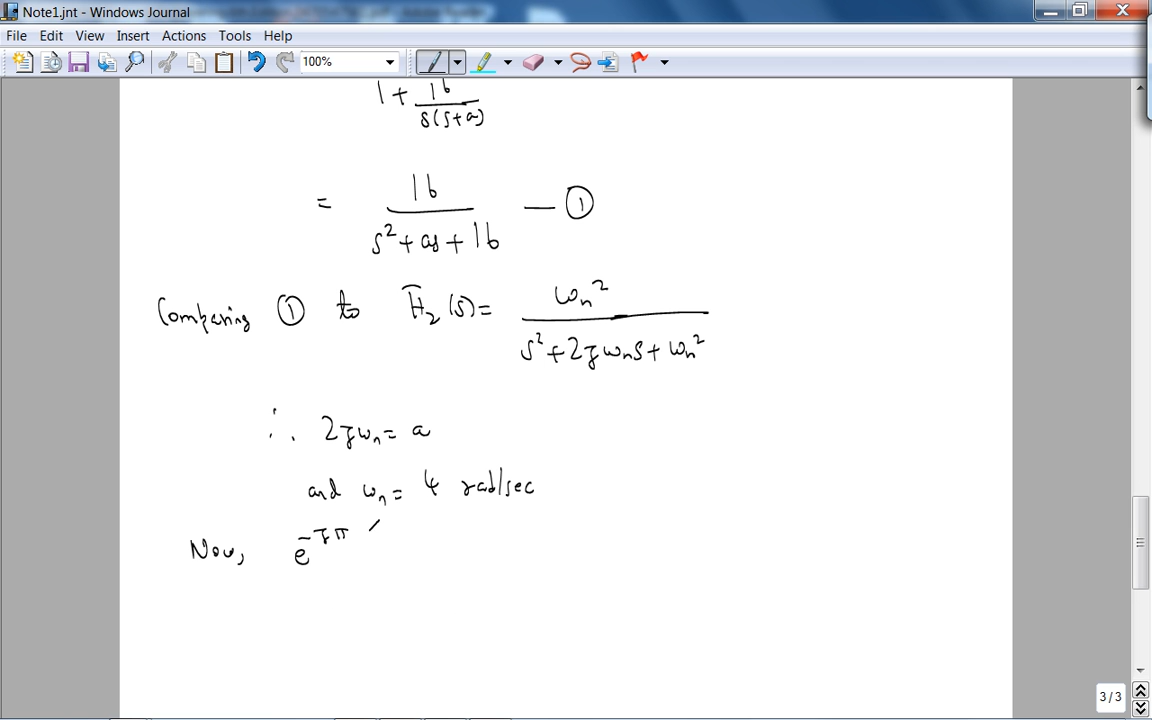 Note1.jnt - Windows Journal
File Edit View Insert Actions Tools Help
100%
1 + 16 / s(s+a)
= 16 / s² + as + 16 — ①
Comparing ① to H₂(s) = ωn² / s² + 2ζωns + ωn²
∴ 2ζωn = a
and ωn = 4 rad/sec
Now, e^-ζπ /
3 / 3